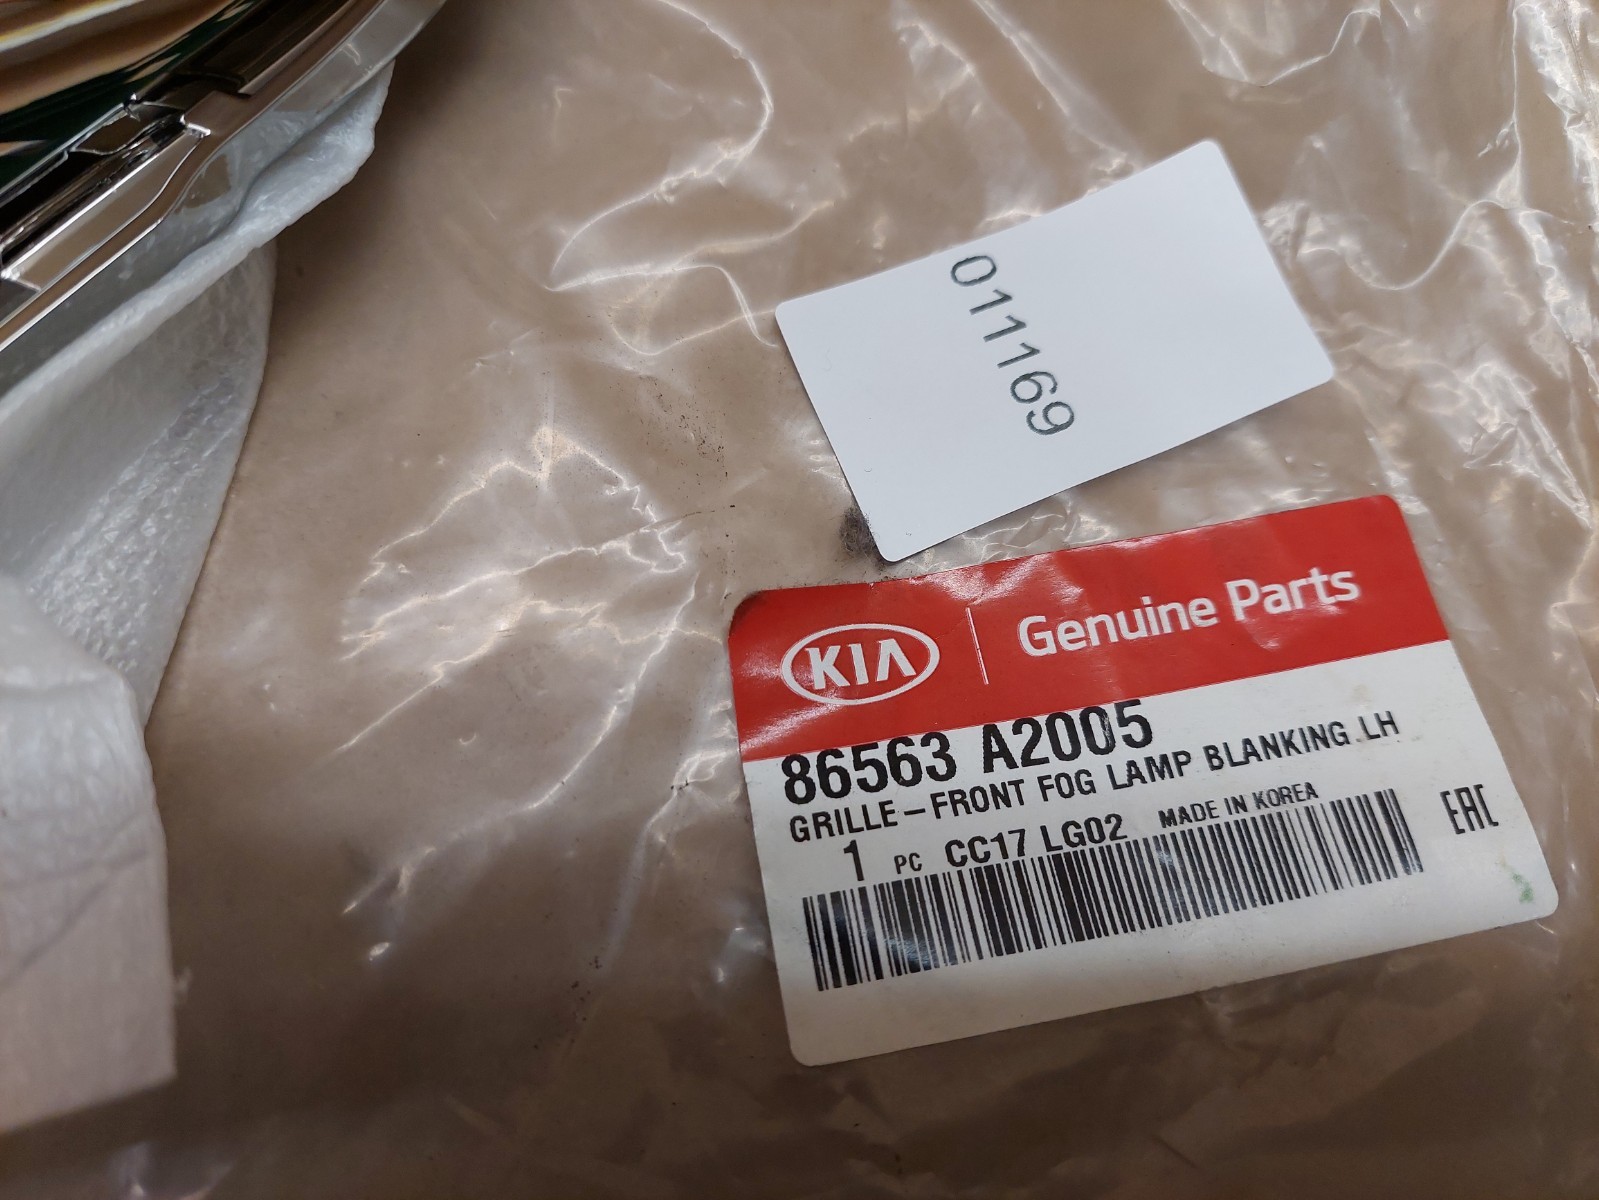 011169
KIA Genuine Parts
86563 A2005
GRILLE-FRONT FOG LAMP BLANKING.LH
1 PC CC17 LG02 MADE IN KOREA
EAC